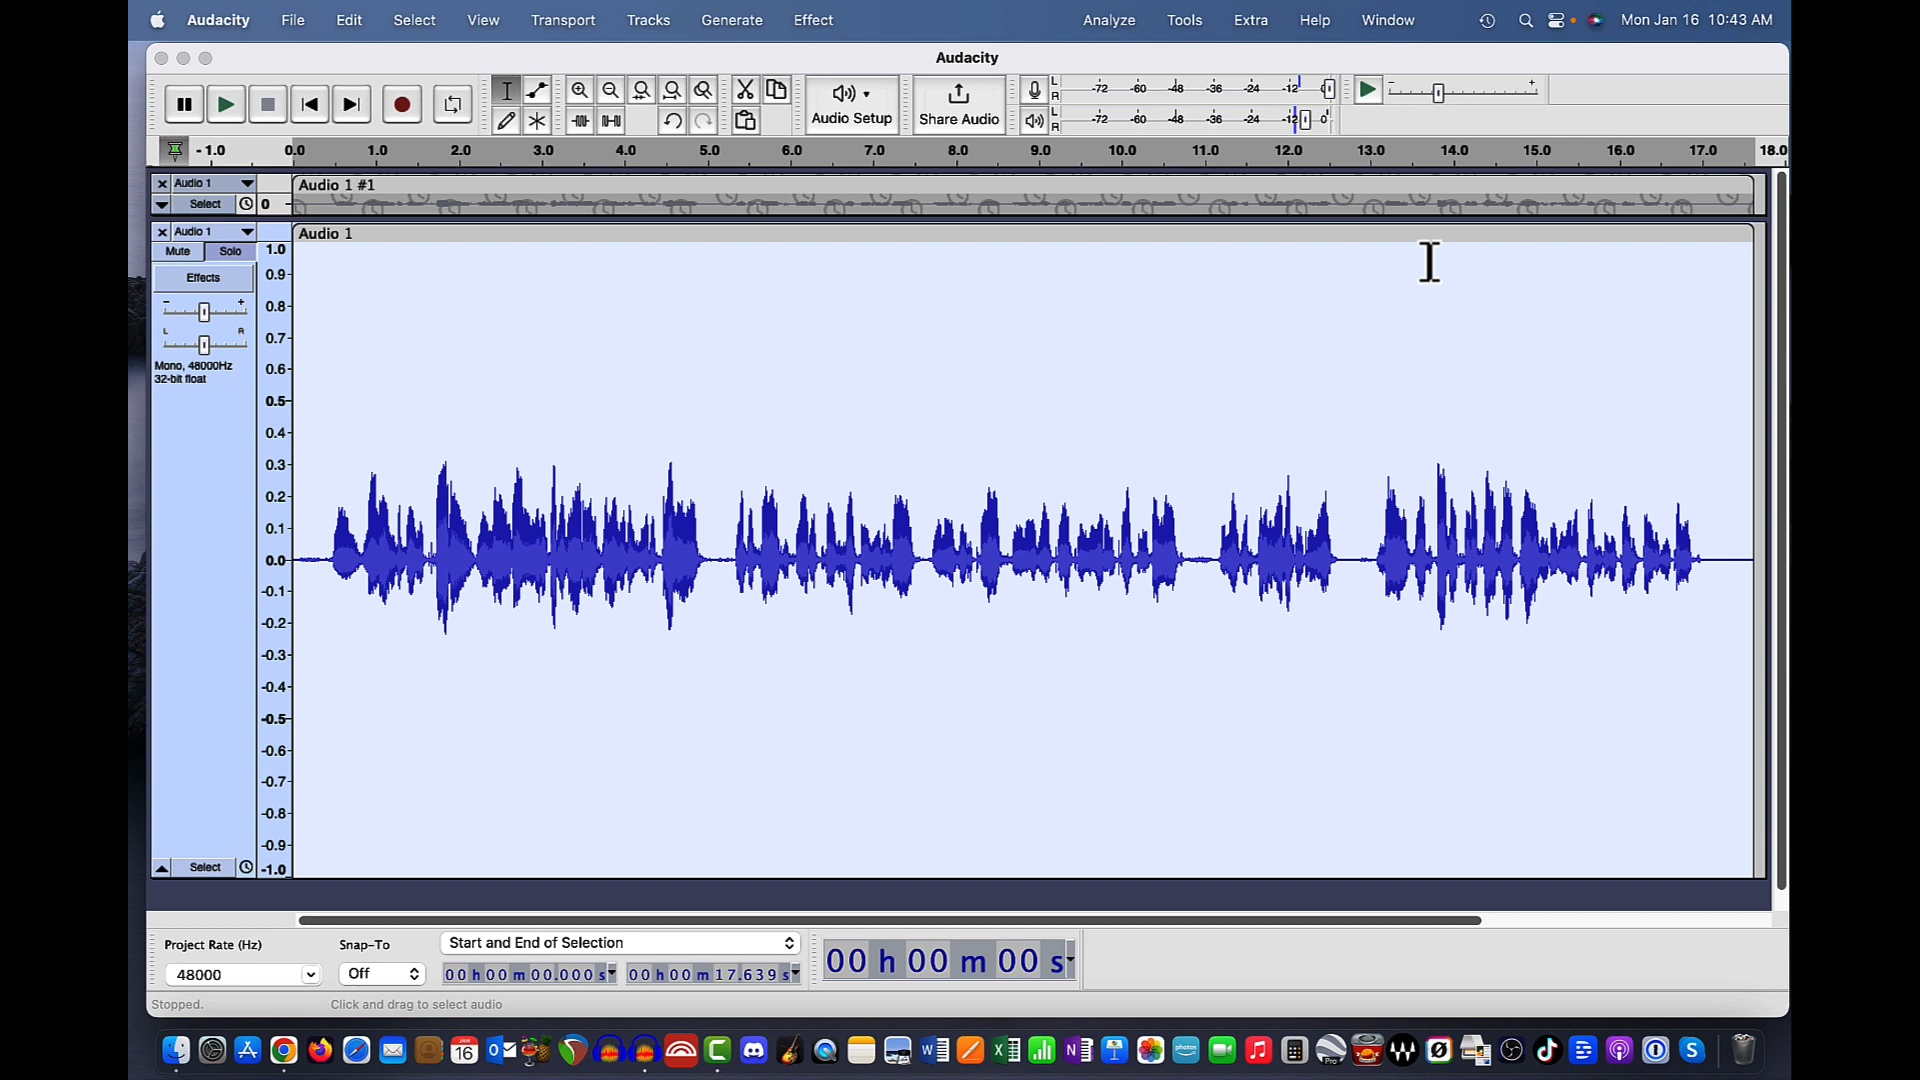 Audacity File Edit Select View Transport Tracks Generate Effect Analyze Tools Extra Help Window Mon Jan 16 10:43 AM
Audacity
Audio Setup
Share Audio
L
R
-72 -60 -48 -36 -24 -12 0
L
R
-72 -60 -48 -36 -24 -12 0
- +
- 1.0 0.0 1.0 2.0 3.0 4.0 5.0 6.0 7.0 8.0 9.0 10.0 11.0 12.0 13.0 14.0 15.0 16.0 17.0 18.0
Audio 1
Audio 1 #1
Select
0
Audio 1
Audio 1
Mute Solo
Effects
- +
L R
Mono, 48000Hz
32-bit float
1.0
0.9
0.8
0.7
0.6
0.5
0.4
0.3
0.2
0.1
0.0
-0.1
-0.2
-0.3
-0.4
-0.5
-0.6
-0.7
-0.8
-0.9
-1.0
Select
Project Rate (Hz)
Snap-To
Start and End of Selection
48000
Off
00 h 00 m 00.000 s
00 h 00 m 17.639 s
00 h 00 m 00 s
Stopped.
Click and drag to select audio
JAN
16